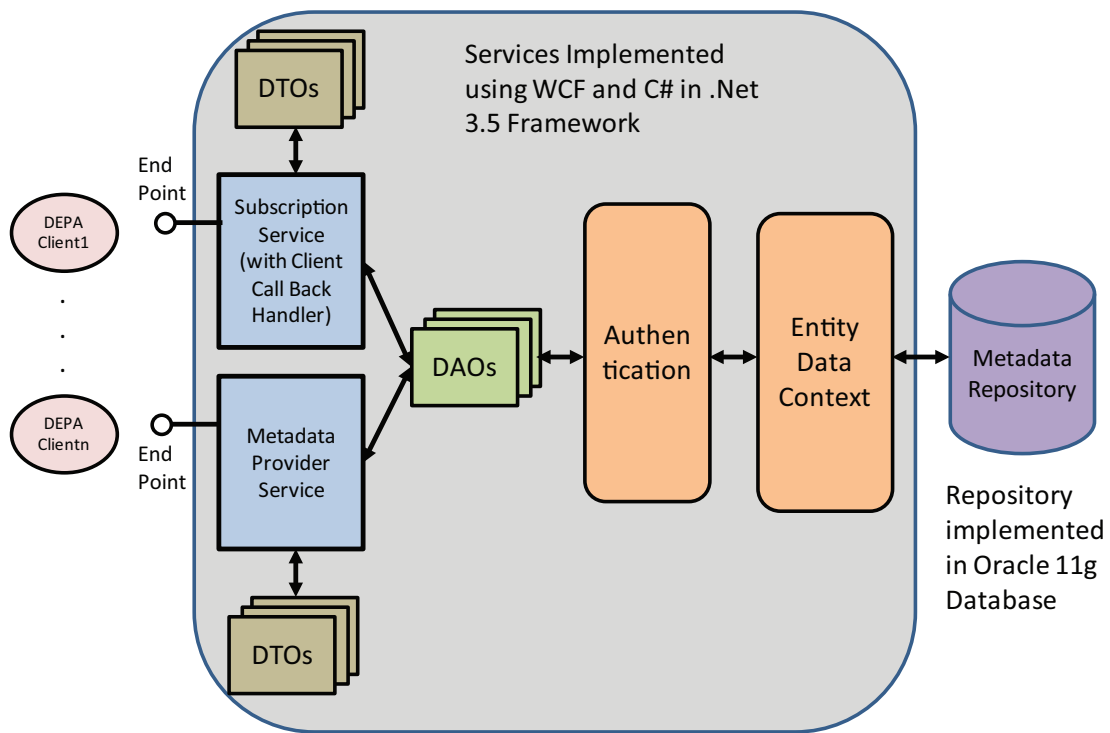 Services Implemented
using WCF and C# in .Net
3.5 Framework
DTOs
End
Point
DEPA
Client1
.
.
.
DEPA
Clientn
End
Point
Subscription
Service
(with Client
Call Back
Handler)
Metadata
Provider
Service
DTOs
DAOs
Authen
tication
Entity
Data
Context
Metadata
Repository
Repository
implemented
in Oracle 11g
Database